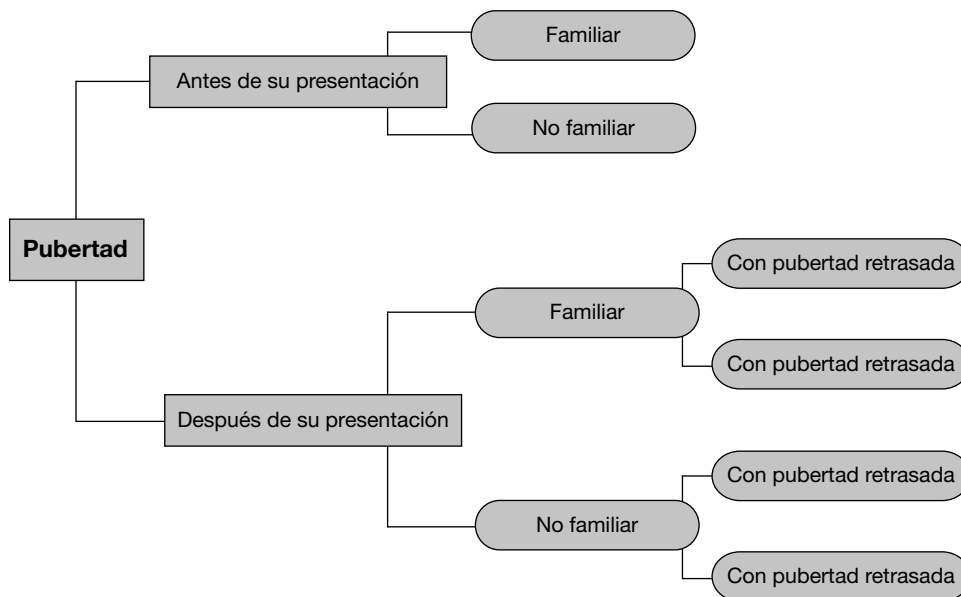 Familiar
Antes de su presentación
No familiar
Pubertad
Con pubertad retrasada
Familiar
Con pubertad retrasada
Después de su presentación
Con pubertad retrasada
No familiar
Con pubertad retrasada